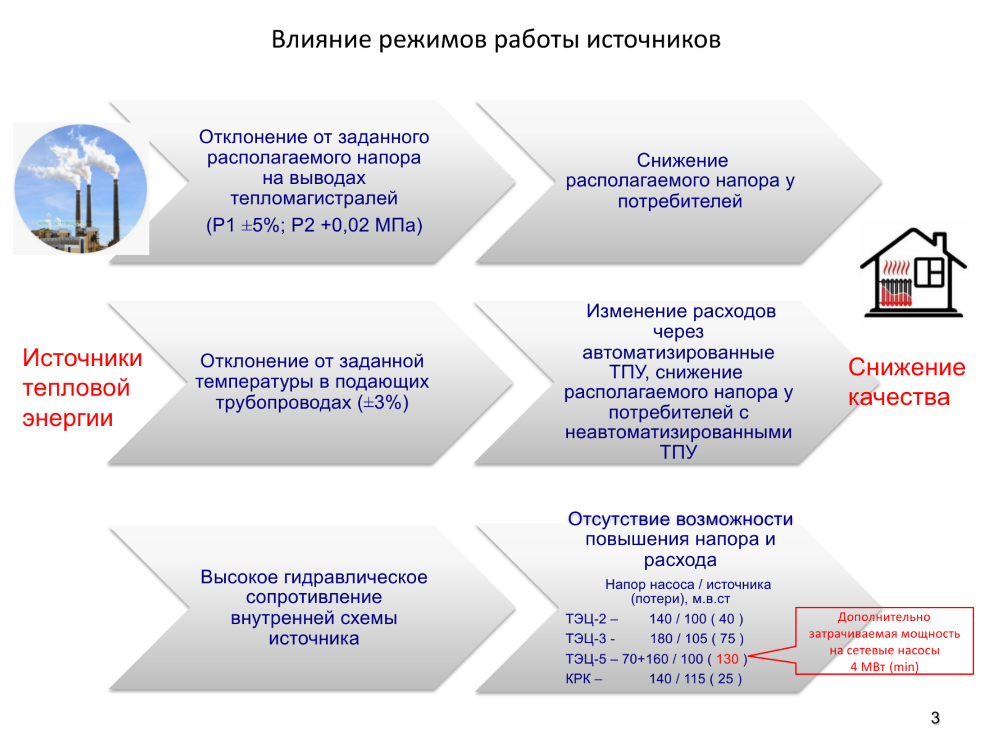 Влияние режимов работы источников
Отклонение от заданного
располагаемого напора
на выводах
тепломагистралей
(Р1 ±5%; Р2 +0,02 МПа)
Снижение
располагаемого напора у
потребителей
Источники
тепловой
энергии
Отклонение от заданной
температуры в подающих
трубопроводах (±3%)
Изменение расходов
через
автоматизированные
ТПУ, снижение
располагаемого напора у
потребителей с
неавтоматизированными
ТПУ
Снижение
качества
Высокое гидравлическое
сопротивление
внутренней схемы
источника
Отсутствие возможности
повышения напора и
расхода
Напор насоса / источника
(потери), м.в.ст
ТЭЦ-2 – 140 / 100 ( 40 )
ТЭЦ-3 - 180 / 105 ( 75 )
ТЭЦ-5 – 70+160 / 100 ( 130 )
КРК – 140 / 115 ( 25 )
Дополнительно
затрачиваемая мощность
на сетевые насосы
4 МВт (min)
3